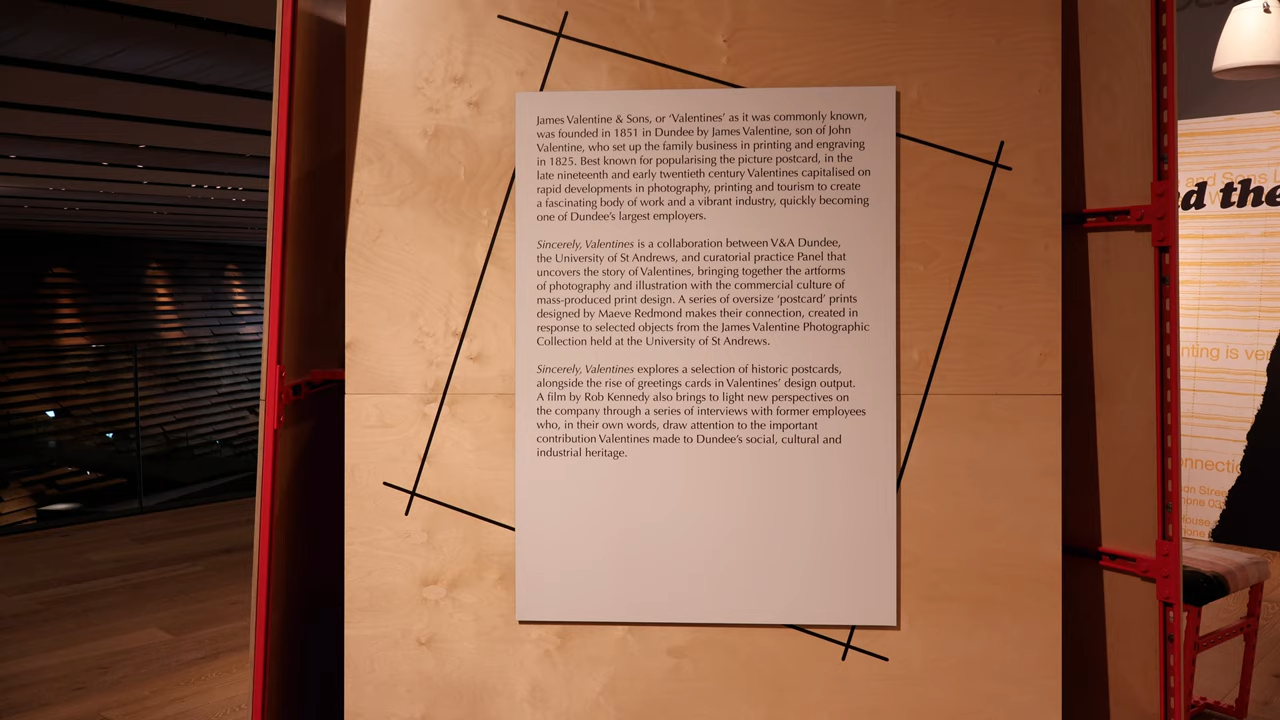 James Valentine & Sons, or ‘Valentines’ as it was commonly known,
was founded in 1851 in Dundee by James Valentine, son of John
Valentine, who set up the family business in printing and engraving
in 1825. Best known for popularising the picture postcard, in the
late nineteenth and early twentieth century Valentines capitalised on
rapid developments in photography, printing and tourism to create
a fascinating body of work and a vibrant industry, quickly becoming
one of Dundee’s largest employers.
Sincerely, Valentines is a collaboration between V&A Dundee,
the University of St Andrews, and curatorial practice Panel that
uncovers the story of Valentines, bringing together the artforms
of photography and illustration with the commercial culture of
mass-produced print design. A series of oversize ‘postcard’ prints
designed by Maeve Redmond makes their connection, created in
response to selected objects from the James Valentine Photographic
Collection held at the University of St Andrews.
Sincerely, Valentines explores a selection of historic postcards,
alongside the rise of greetings cards in Valentines’ design output.
A film by Rob Kennedy also brings to light new perspectives on
the company through a series of interviews with former employees
who, in their own words, draw attention to the important
contribution Valentines made to Dundee’s social, cultural and
industrial heritage.
and Sons
the
is